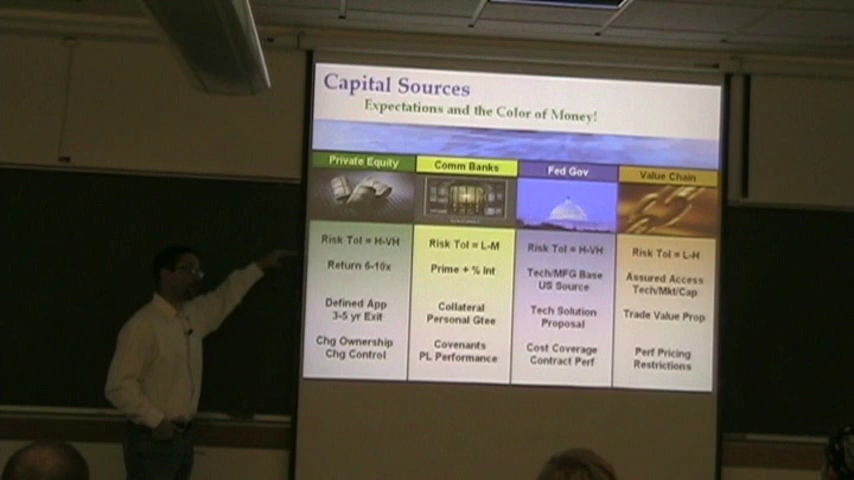 Capital Sources
Expectations and the Color of Money!
Private Equity
Risk Tol = H-VH
Return 6-10x
Defined App
3-5 yr Exit
Chg Ownership
Chg Control
Comm Banks
Risk Tol = L-M
Prime + % Int
Collateral
Personal Gtee
Covenants
PL Performance
Fed Gov
Risk Tol = H-VH
Tech/MFG Base
US Source
Tech Solution
Proposal
Cost Coverage
Contract Perf
Value Chain
Risk Tol = L-H
Assured Access
Tech/Mkt/Cap
Trade Value Prop
Perf Pricing
Restrictions